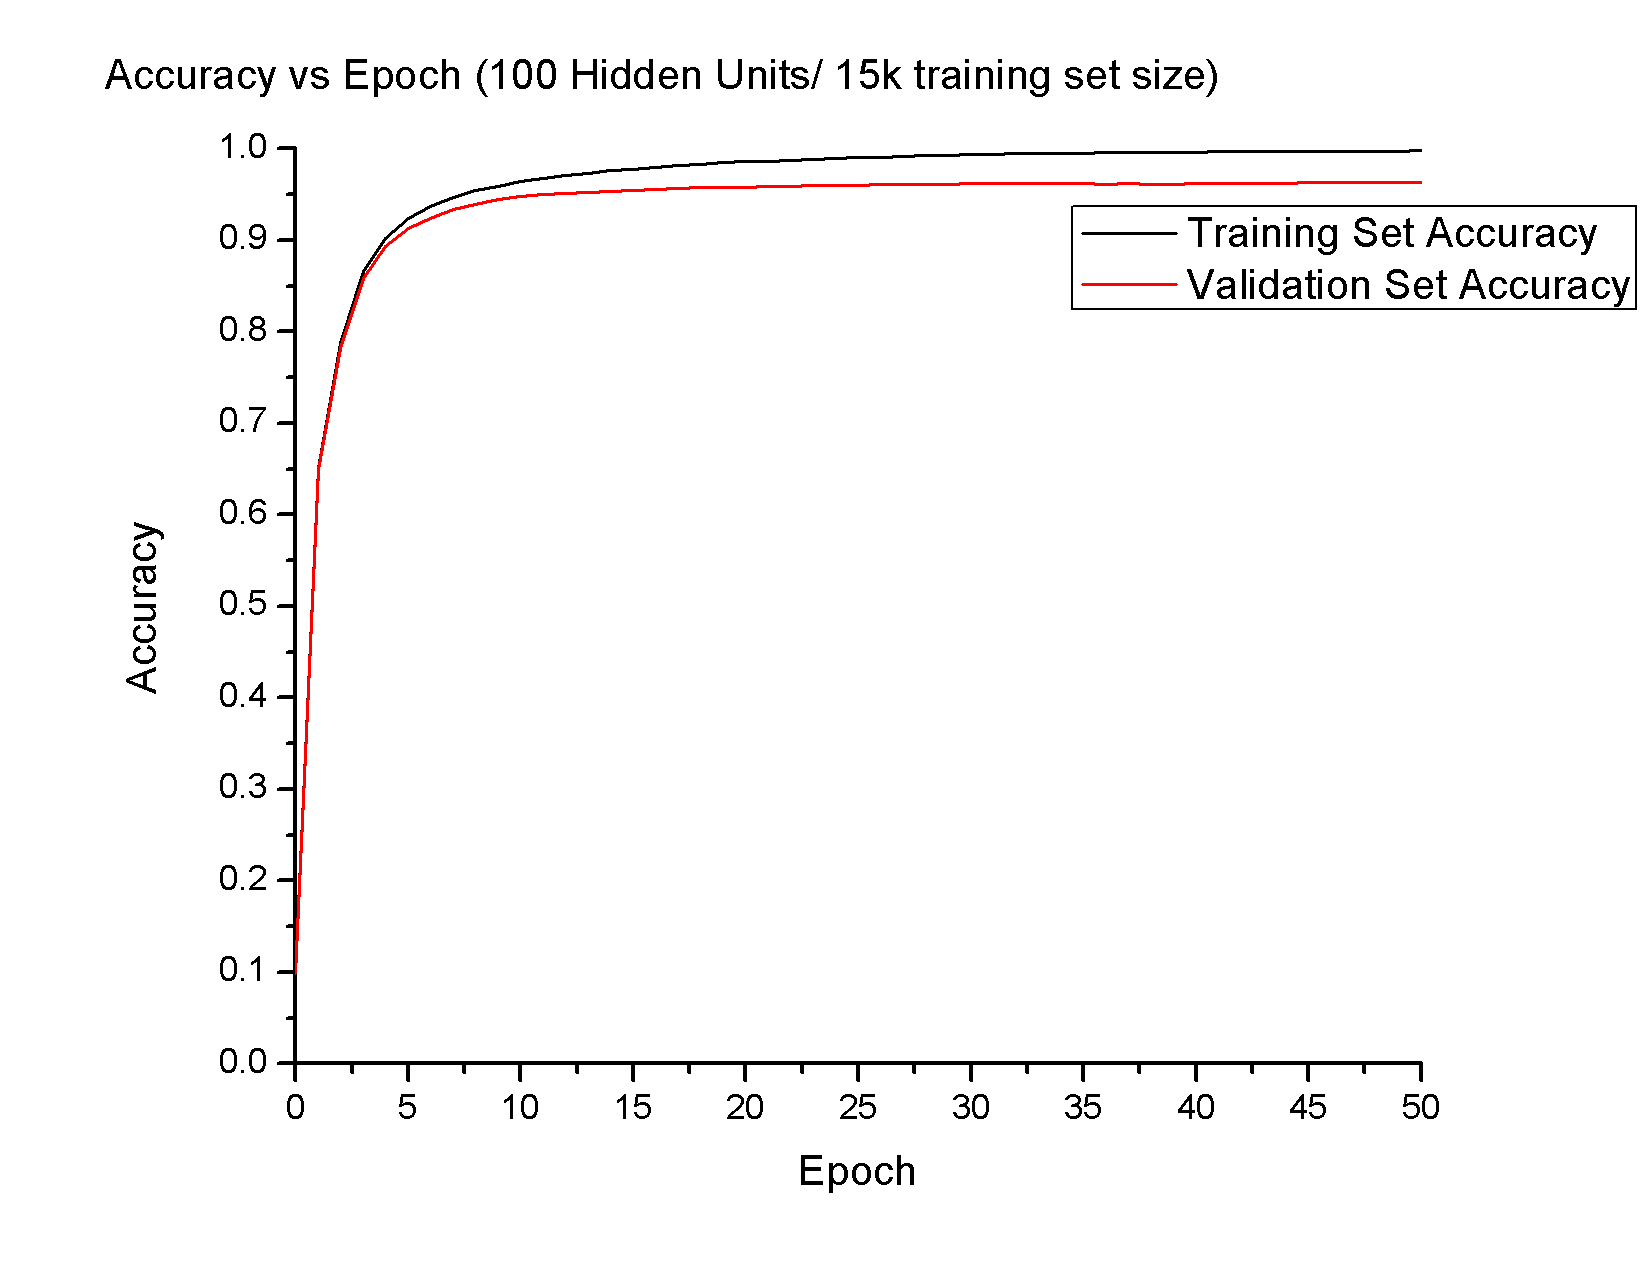 Accuracy vs Epoch (100 Hidden Units/ 15k training set size)
1.0
0.9
0.8
0.7
0.6
0.5
0.4
0.3
0.2
0.1
0.0
Accuracy
Training Set Accuracy
Validation Set Accuracy
0 5 10 15 20 25 30 35 40 45 50
Epoch